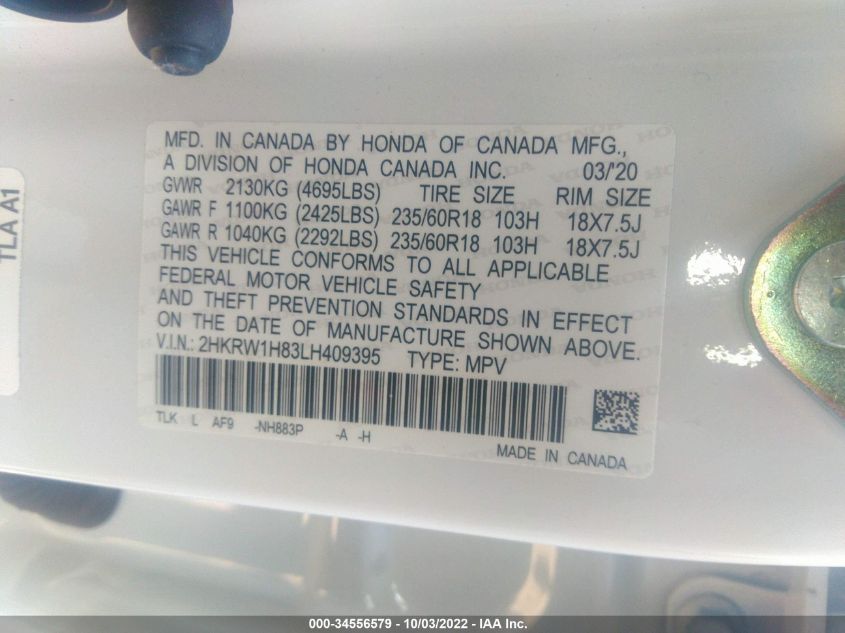 MFD. IN CANADA BY HONDA OF CANADA MFG.,
A DIVISION OF HONDA CANADA INC. 03/'20
GVWR 2130KG (4695LBS) TIRE SIZE RIM SIZE
GAWR F 1100KG (2425LBS) 235/60R18 103H 18X7.5J
GAWR R 1040KG (2292LBS) 235/60R18 103H 18X7.5J
THIS VEHICLE CONFORMS TO ALL APPLICABLE
FEDERAL MOTOR VEHICLE SAFETY
AND THEFT PREVENTION STANDARDS IN EFFECT
ON THE DATE OF MANUFACTURE SHOWN ABOVE.
V.I.N.: 2HKRW1H83LH409395 TYPE: MPV
TLK L AF9 -NH883P -A -H
MADE IN CANADA
TLA A1
000-34556579 - 10/03/2022 - IAA Inc.